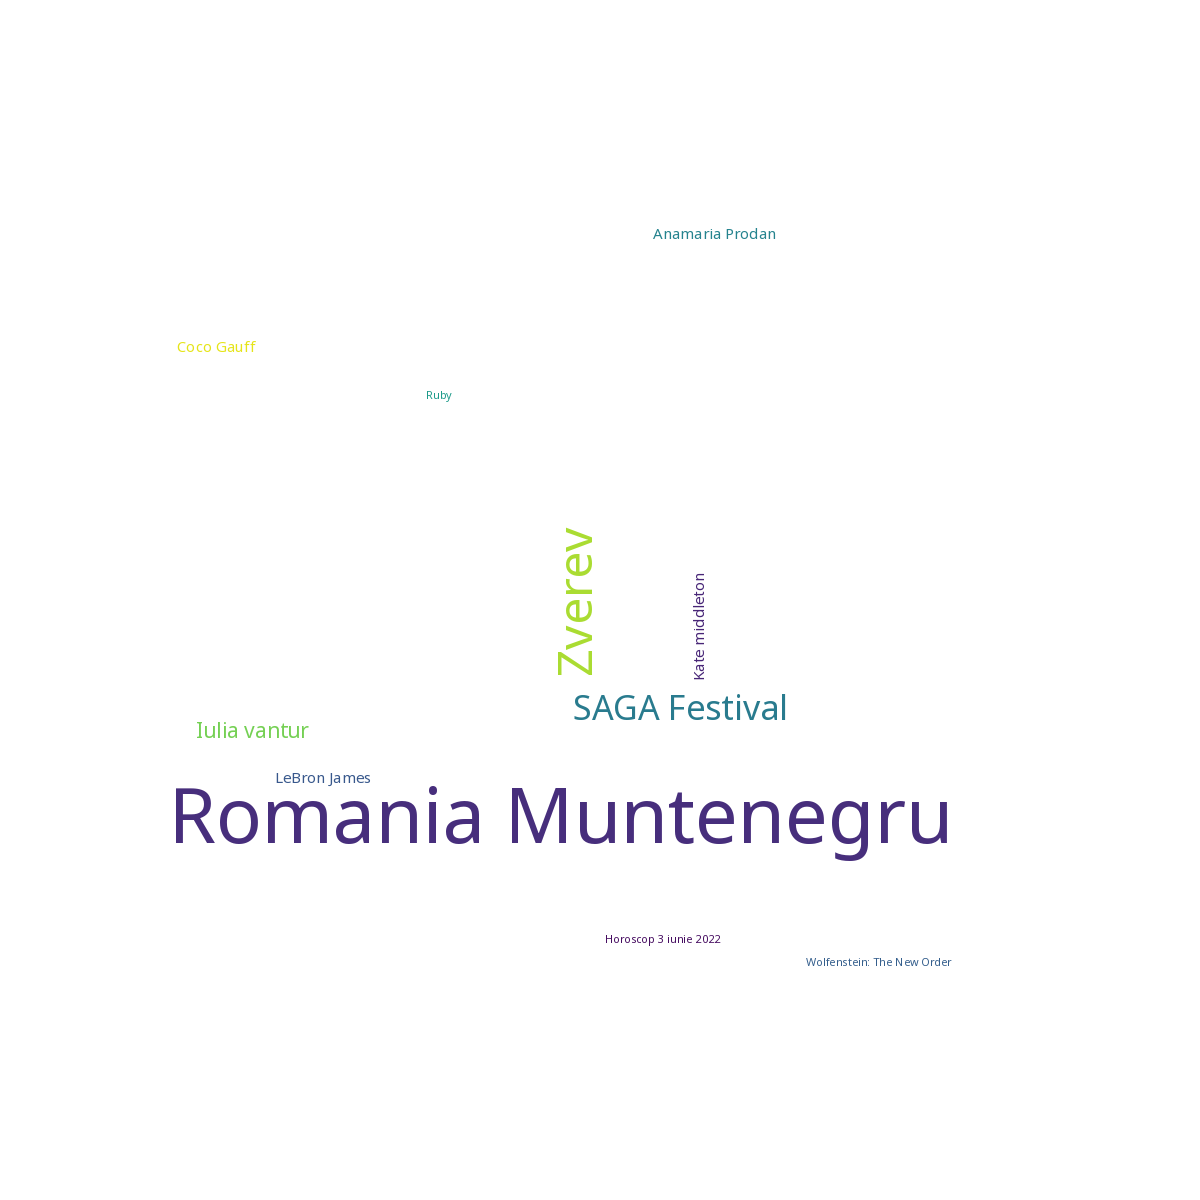 Anamaria Prodan
Coco Gauff
Ruby
Zverev
Kate middleton
SAGA Festival
Iulia vantur
LeBron James
Romania Muntenegru
Horoscop 3 iunie 2022
Wolfenstein: The New Order